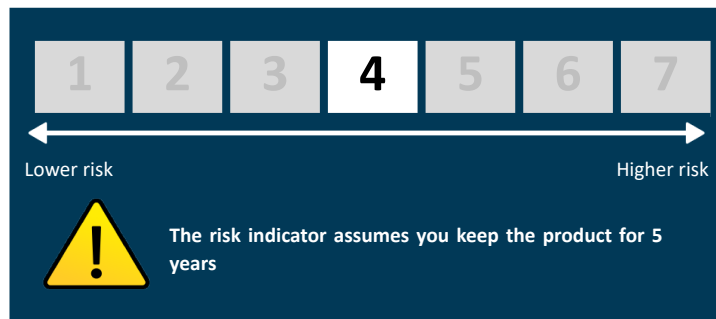 1 2 3 4 5 6 7
Lower risk Higher risk
!
The risk indicator assumes you keep the product for 5
years